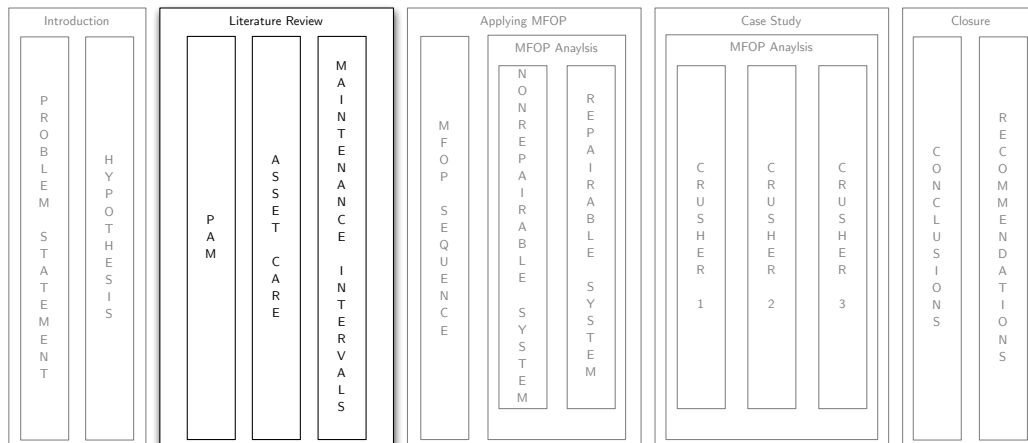 Introduction
PROBLEM STATEMENT
HYPOTHESIS
Literature Review
PAM
ASSET CARE
MAINTENANCE INTERVALS
Applying MFOP
MFOP SEQUENCE
MFOP Anaylsis
NONREPAIRABLE SYSTEM
REPAIRABLE SYSTEM
Case Study
MFOP Anaylsis
CRUSHER 1
CRUSHER 2
CRUSHER 3
Closure
CONCLUSIONS
RECOMMENDATIONS